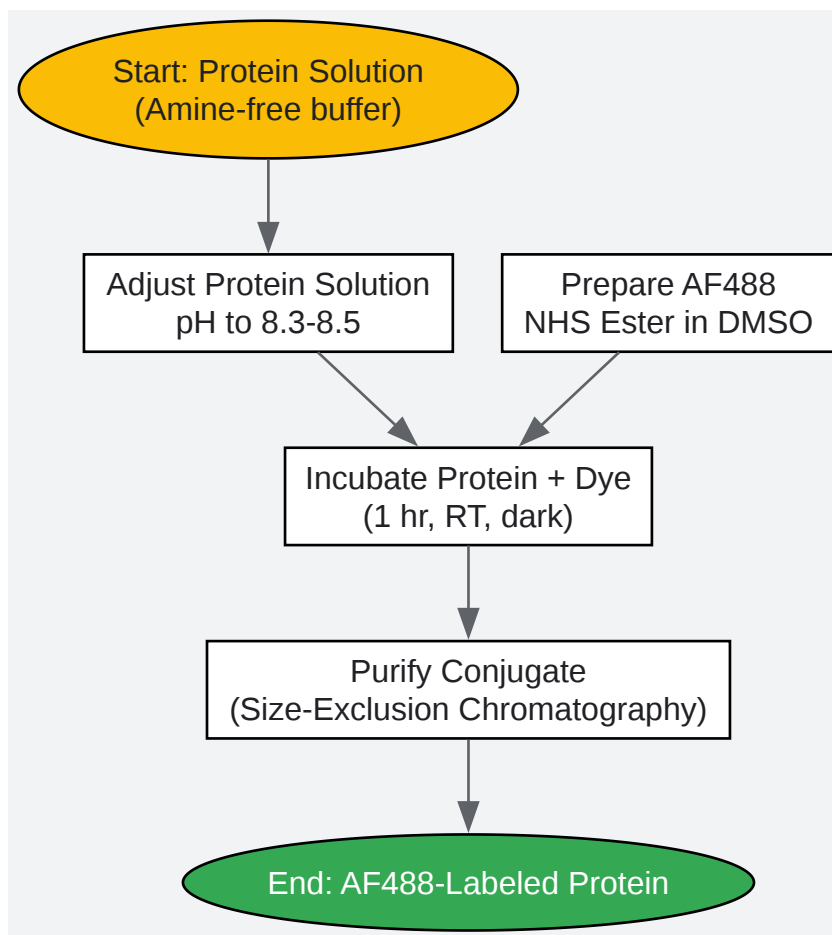 Start: Protein Solution
(Amine-free buffer)
Adjust Protein Solution
pH to 8.3-8.5
Prepare AF488
NHS Ester in DMSO
Incubate Protein + Dye
(1 hr, RT, dark)
Purify Conjugate
(Size-Exclusion Chromatography)
End: AF488-Labeled Protein